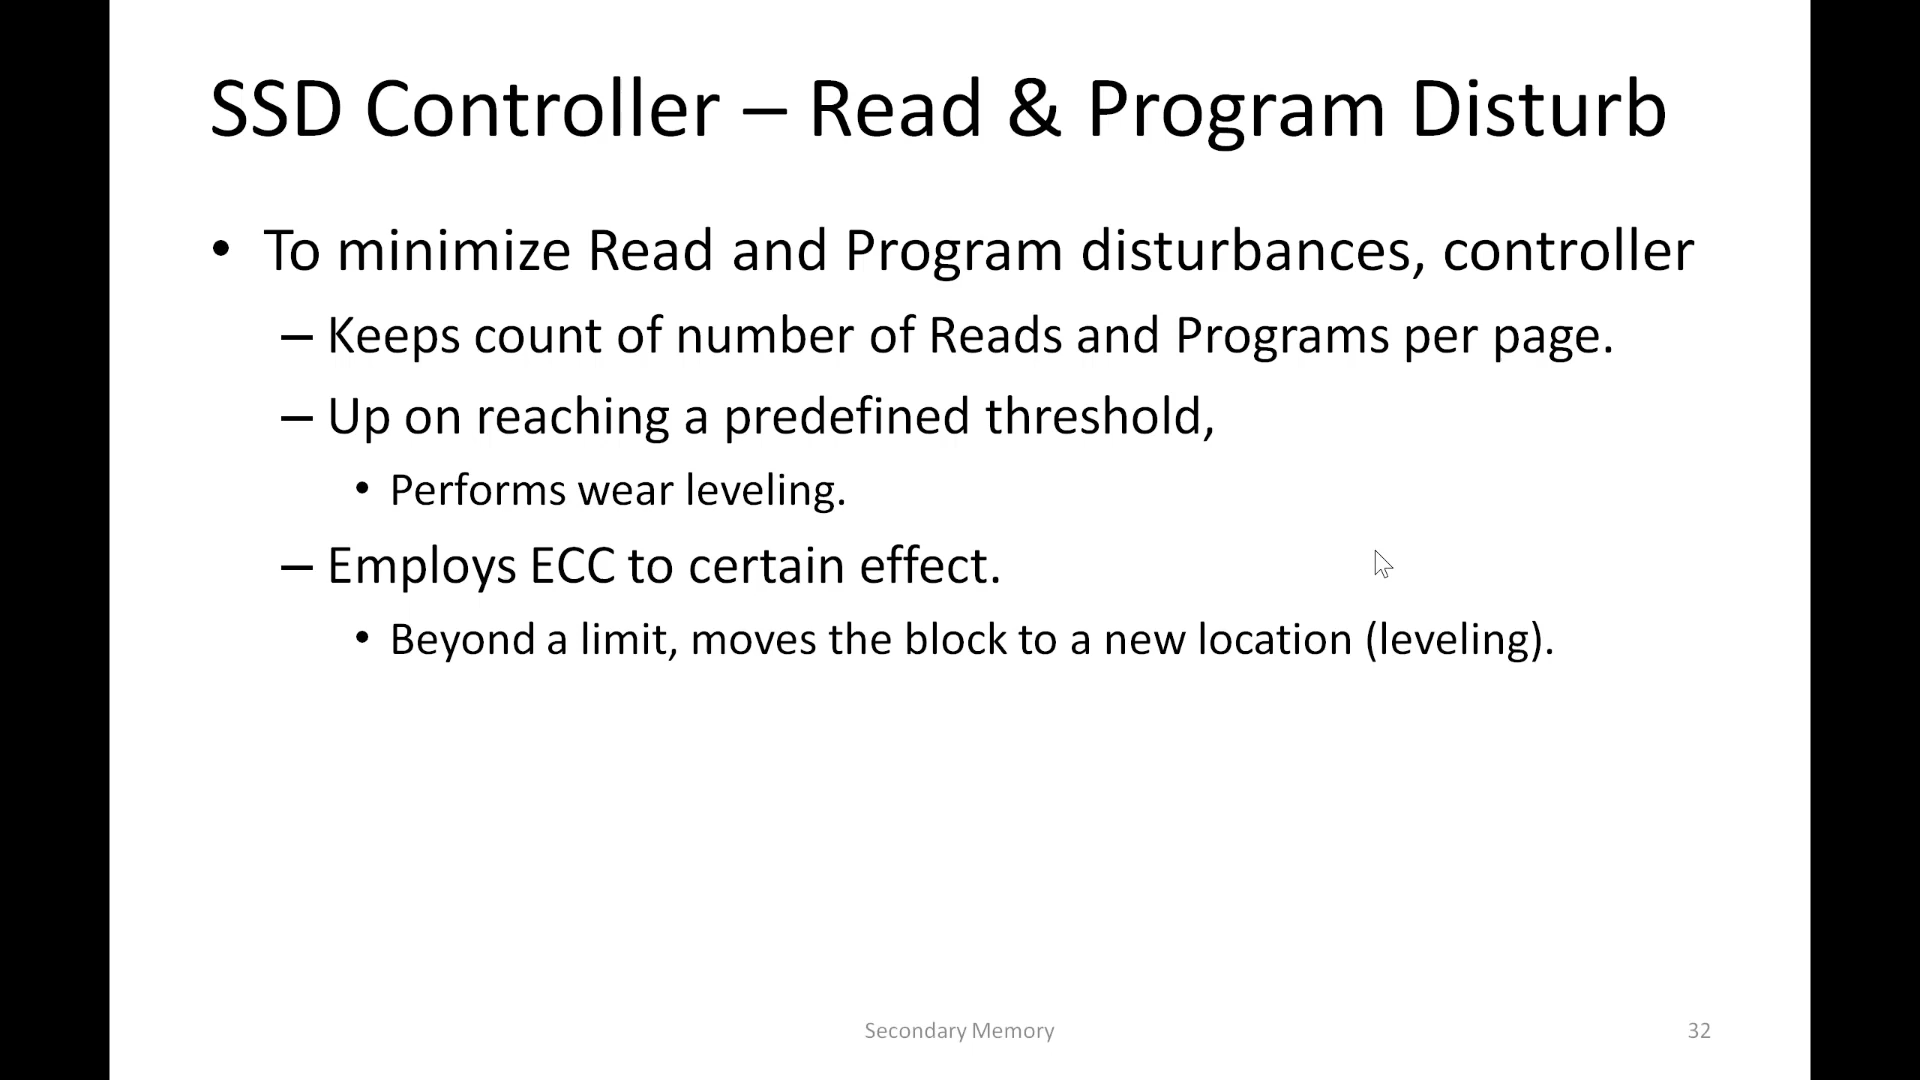 SSD Controller – Read & Program Disturb
• To minimize Read and Program disturbances, controller
– Keeps count of number of Reads and Programs per page.
– Up on reaching a predefined threshold,
• Performs wear leveling.
– Employs ECC to certain effect.
• Beyond a limit, moves the block to a new location (leveling).
Secondary Memory
32